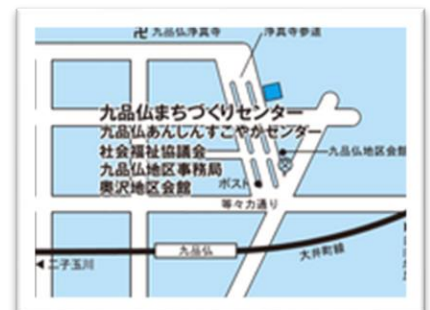 卍 九品仏浄真寺
浄真寺参道
九品仏まちづくりセンター
九品仏あんしんすこやかセンター
社会福祉協議会
九品仏地区会館
九品仏地区事務局
ポスト
奥沢地区会館
等々力通り
九品仏
大井町線
◀二子玉川